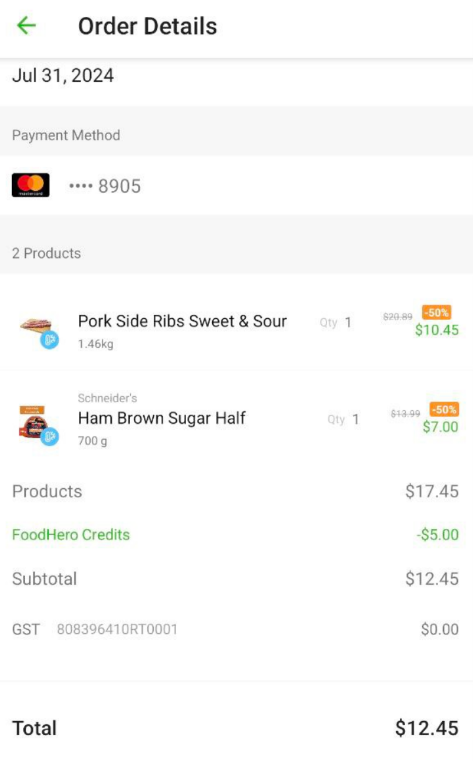 Order Details
Jul 31, 2024
Payment Method
•••• 8905
2 Products
Pork Side Ribs Sweet & Sour Qty 1 $20.89 -50%
1.46kg $10.45
Schneider's
Ham Brown Sugar Half Qty 1 $13.99 -50%
700 g $7.00
Products $17.45
FoodHero Credits -$5.00
Subtotal $12.45
GST 808396410RT0001 $0.00
Total $12.45